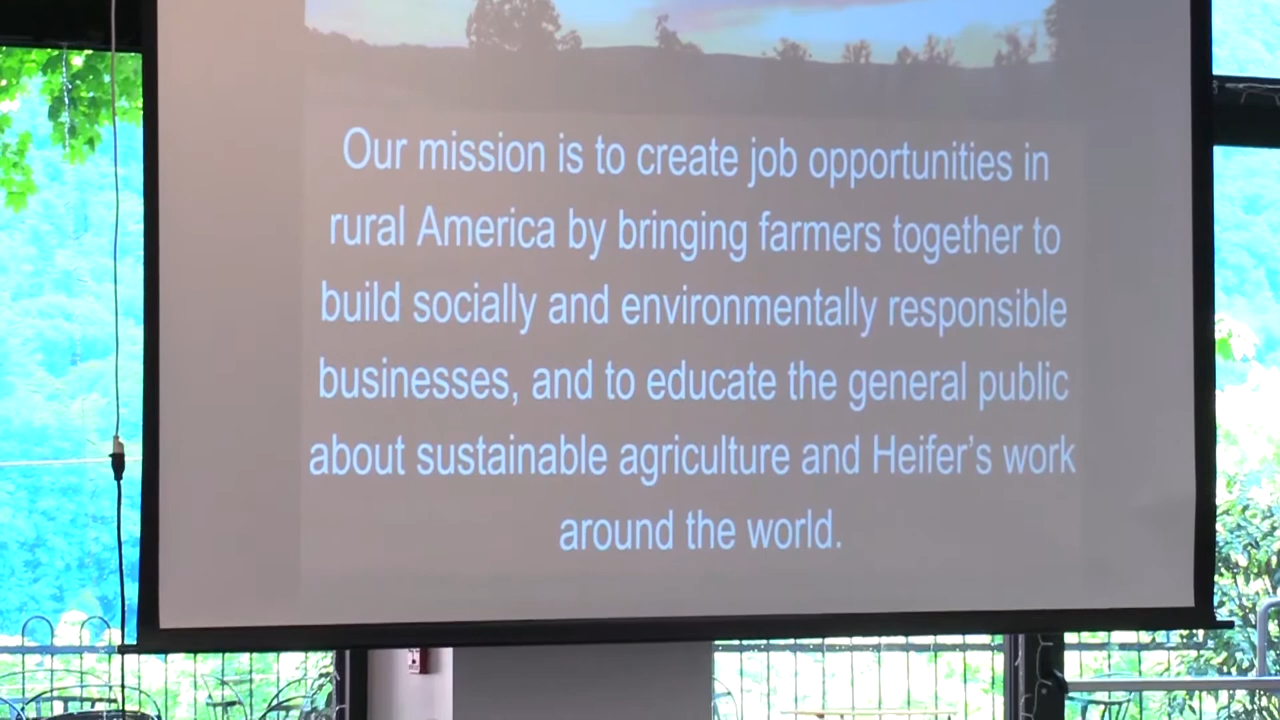 Our mission is to create job opportunities in
rural America by bringing farmers together to
build socially and environmentally responsible
businesses, and to educate the general public
about sustainable agriculture and Heifer's work
around the world.